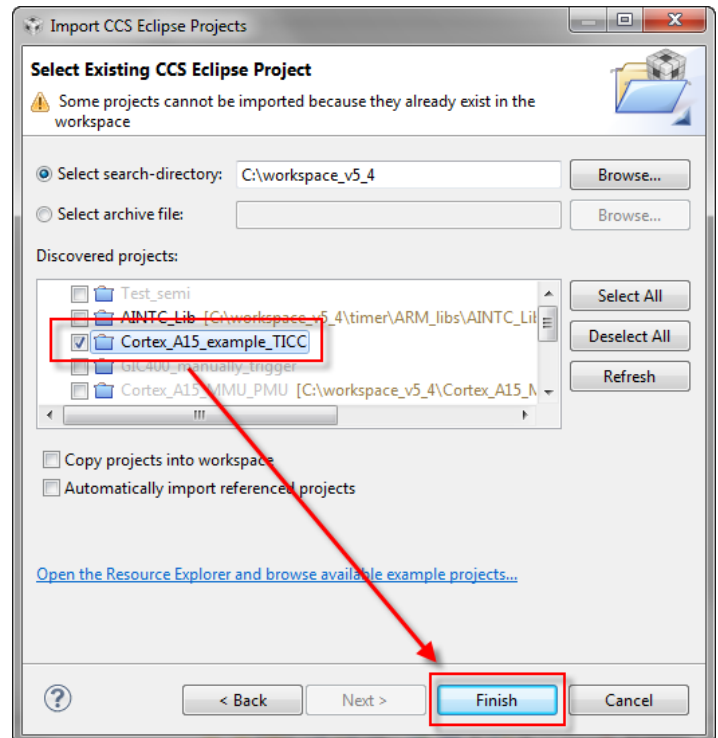 Import CCS Eclipse Projects
Select Existing CCS Eclipse Project
Some projects cannot be imported because they already exist in the
workspace
Select search-directory: C:\workspace_v5_4 Browse...
Select archive file: Browse...
Discovered projects:
Test_semi
AINTC_Lib [C:\workspace_v5_4\timer\ARM_libs\AINTC_Lib
Cortex_A15_example_TICC
GIC400_manually_trigger
Cortex_A15_MMU_PMU [C:\workspace_v5_4\Cortex_A15_
Select All
Deselect All
Refresh
Copy projects into workspace
Automatically import referenced projects
Open the Resource Explorer and browse available example projects...
? < Back Next > Finish Cancel